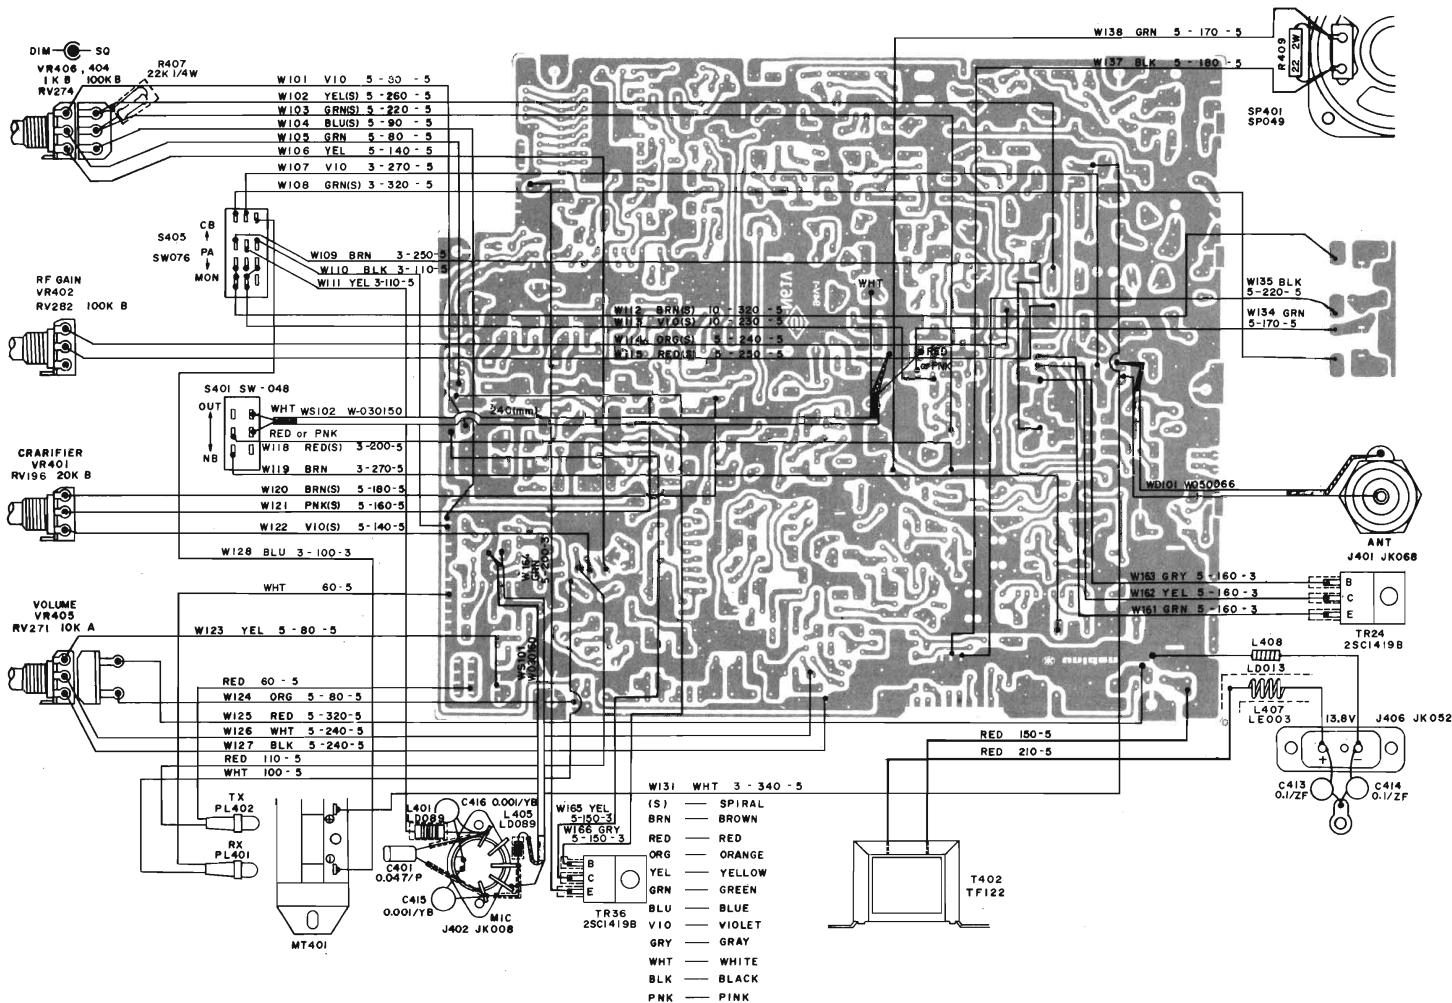 DIM SQ
VR406, 404
1KB 100KB
RV274
R407
22K 1/4W
W101 VIO 5-80-5
W102 YEL(S) 5-260-5
W103 GRN(S) 5-220-5
W104 BLU(S) 5-90-5
W105 GRN 5-80-5
W106 YEL 5-140-5
W107 VIO 3-270-5
W108 GRN(S) 3-320-5
W138 GRN 5-170-5
W137 BLK 5-180-5
R409
22 2W
SP401
SP049
CB
S405
SW076
PA
MON
W109 BRN 3-250-5
W110 BLK 3-110-5
W111 YEL 3-110-5
RF GAIN
VR402
RV282 100K B
W112 BRN(S) 10-320-5
W113 VIO(S) 10-230-5
W114 ORG(S) 5-240-5
W115 RED(S) 5-250-5
WHT
RED
or PNK
W135 BLK
5-220-5
W134 GRN
5-170-5
S401 SW-048
OUT
NB
WHT WS102 W-030150
240(mm)
RED or PNK
W118 RED(S) 3-200-5
W119 BRN 3-270-5
CRARIFIER
VR401
RV196 20K B
W120 BRN(S) 5-180-5
W121 PNK(S) 5-160-5
W122 VIO(S) 5-140-5
WD101 WD50066
ANT
J401 JK068
W128 BLU 3-100-3
WHT 60-5
W164
GRN
5-200-3
W163 GRY 5-160-3
W162 YEL 5-160-3
W161 GRN 5-160-3
B
C
E
TR24
2SC1419B
VOLUME
VR405
RV271 10K A
W123 YEL 5-80-5
WS101
WD30160
RED 60-5
W124 ORG 5-80-5
W125 RED 5-320-5
W126 WHT 5-240-5
W127 BLK 5-240-5
RED 110-5
WHT 100-5
L408
LD013
L407
LE003
13.8V
J406 JK052
+ -
C413
0.1/ZF
C414
0.1/ZF
RED 150-5
RED 210-5
TX
PL402
RX
PL401
MT401
L401
LD089
C416 0.001/YB
L405
LD089
C401
0.047/P
C415
0.001/YB
MIC
J402 JK008
W165 YEL
5-150-3
W166 GRY
5-150-3
B
C
E
TR36
2SC1419B
W131 WHT 3-340-5
(S) — SPIRAL
BRN — BROWN
RED — RED
ORG — ORANGE
YEL — YELLOW
GRN — GREEN
BLU — BLUE
VIO — VIOLET
GRY — GRAY
WHT — WHITE
BLK — BLACK
PNK — PINK
T402
TF122